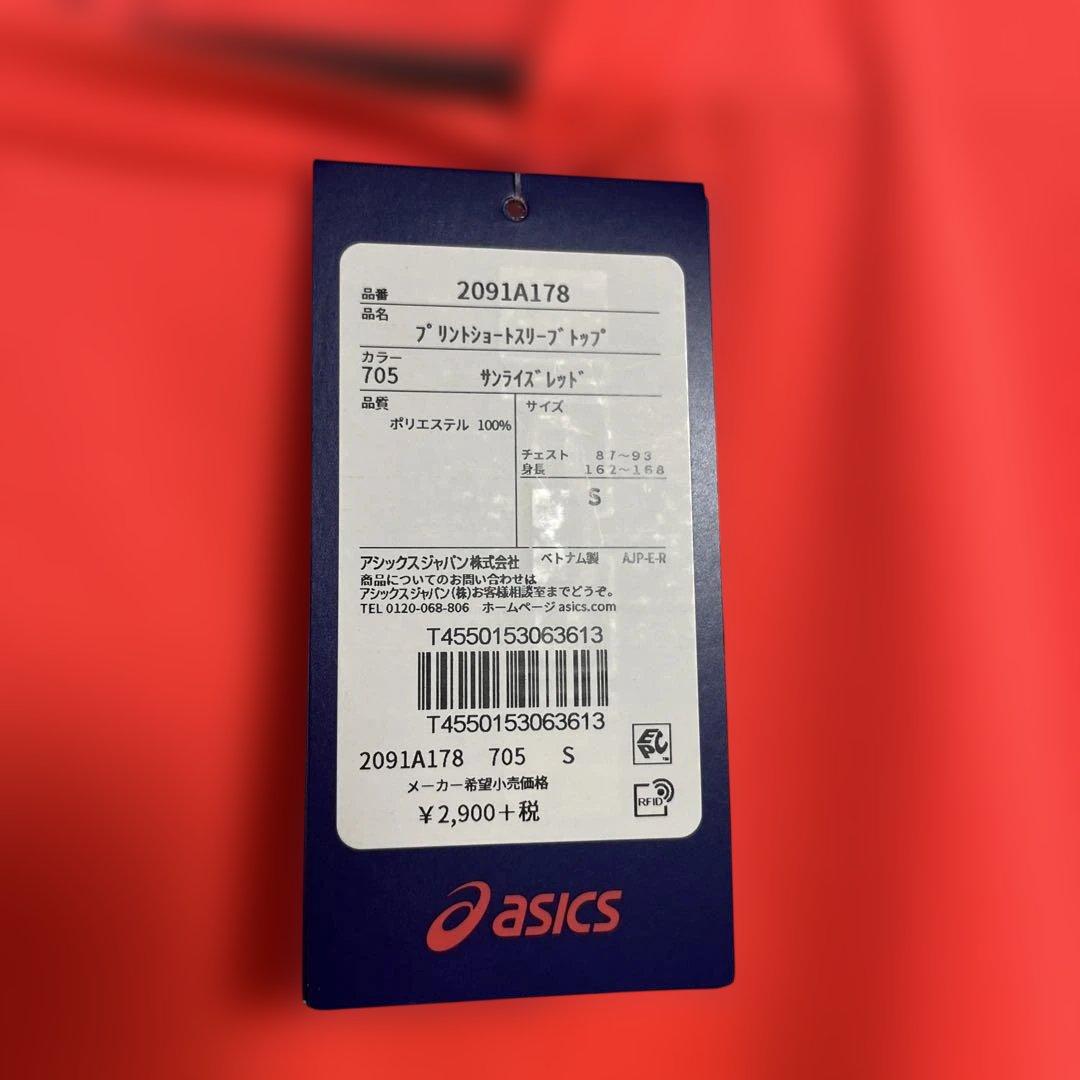 品番 2091A178
品名
プリントショートスリーブトップ
カラー
705 サンライズレッド
品質
ポリエステル 100%
サイズ
チェスト 87〜93
身長 162〜168
S
アシックスジャパン株式会社 ベトナム製 AJP-E-R
商品についてのお問い合わせは
アシックスジャパン(株)お客様相談室までどうぞ。
TEL 0120-068-806 ホームページ asics.com
T4550153063613
T4550153063613
2091A178 705 S
EPC
メーカー希望小売価格
RFID
¥2,900+税
asics